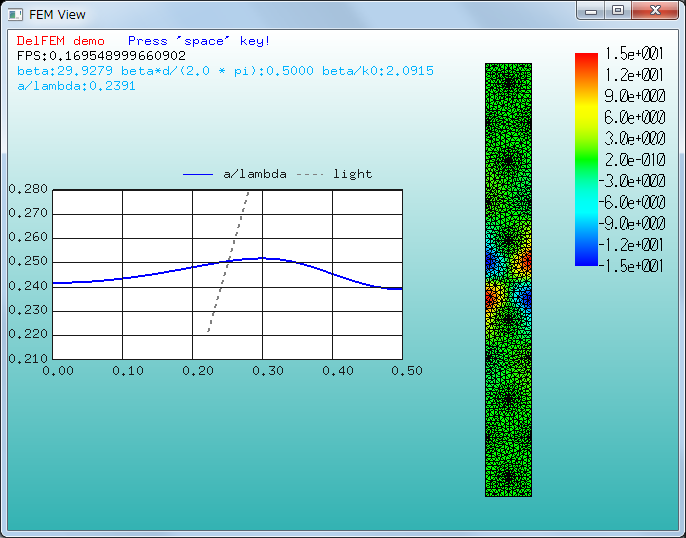 FEM View
DelFEM demo Press "space" key!
FPS:0.169548999660902
beta:29.9279 beta*d/(2.0 * pi):0.5000 beta/k0:2.0915
a/lambda:0.2391
a/lambda light
0.280
0.270
0.260
0.250
0.240
0.230
0.220
0.210
0.00 0.10 0.20 0.30 0.40 0.50
1.5e+001
1.2e+001
9.0e+000
6.0e+000
3.0e+000
2.0e-010
-3.0e+000
-6.0e+000
-9.0e+000
-1.2e+001
-1.5e+001